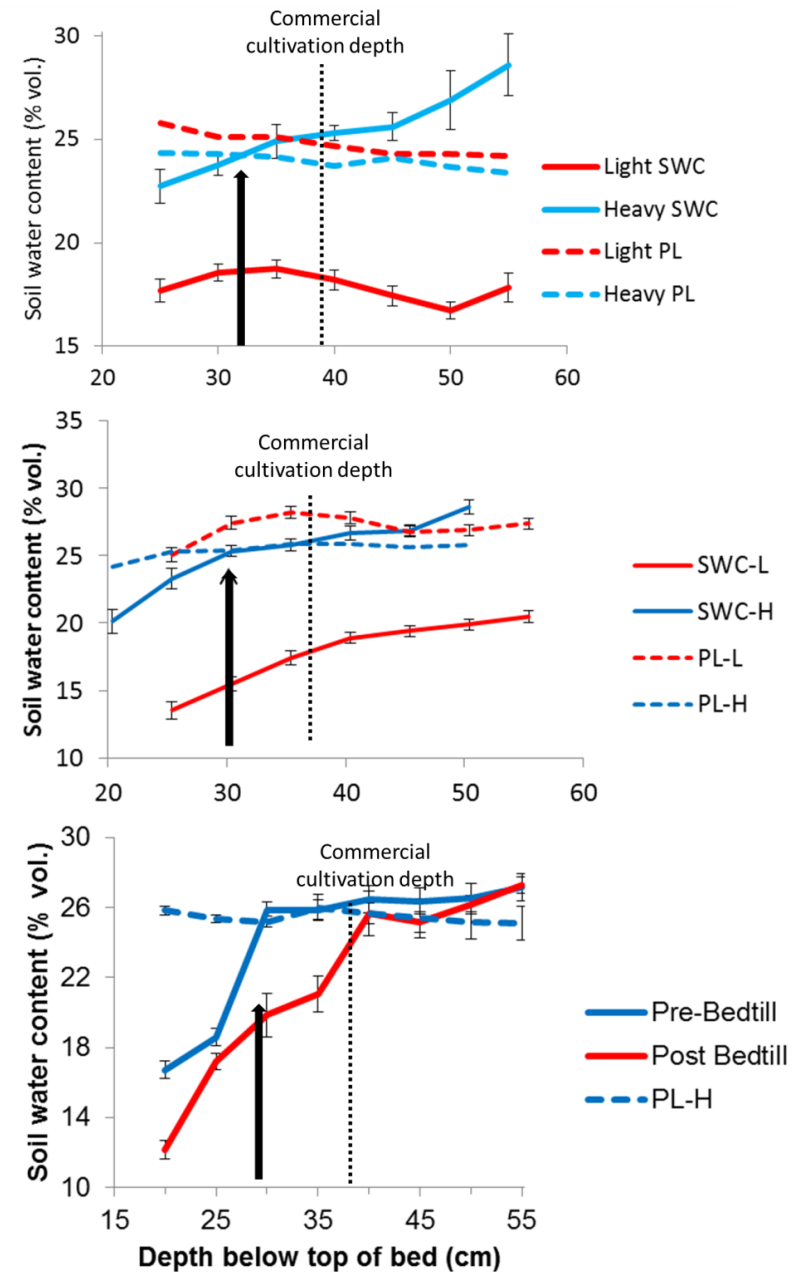 Commercial
cultivation depth
Soil water content (% vol.)
30
25
20
15
20
30
40
50
60
Light SWC
Heavy SWC
Light PL
Heavy PL
Commercial
cultivation depth
Soil water content (% vol.)
35
30
25
20
15
10
20
30
40
50
60
SWC-L
SWC-H
PL-L
PL-H
Commercial
cultivation depth
Soil water content (% vol.)
30
26
22
18
14
10
15
25
35
45
55
Pre-Bedtill
Post Bedtill
PL-H
Depth below top of bed (cm)